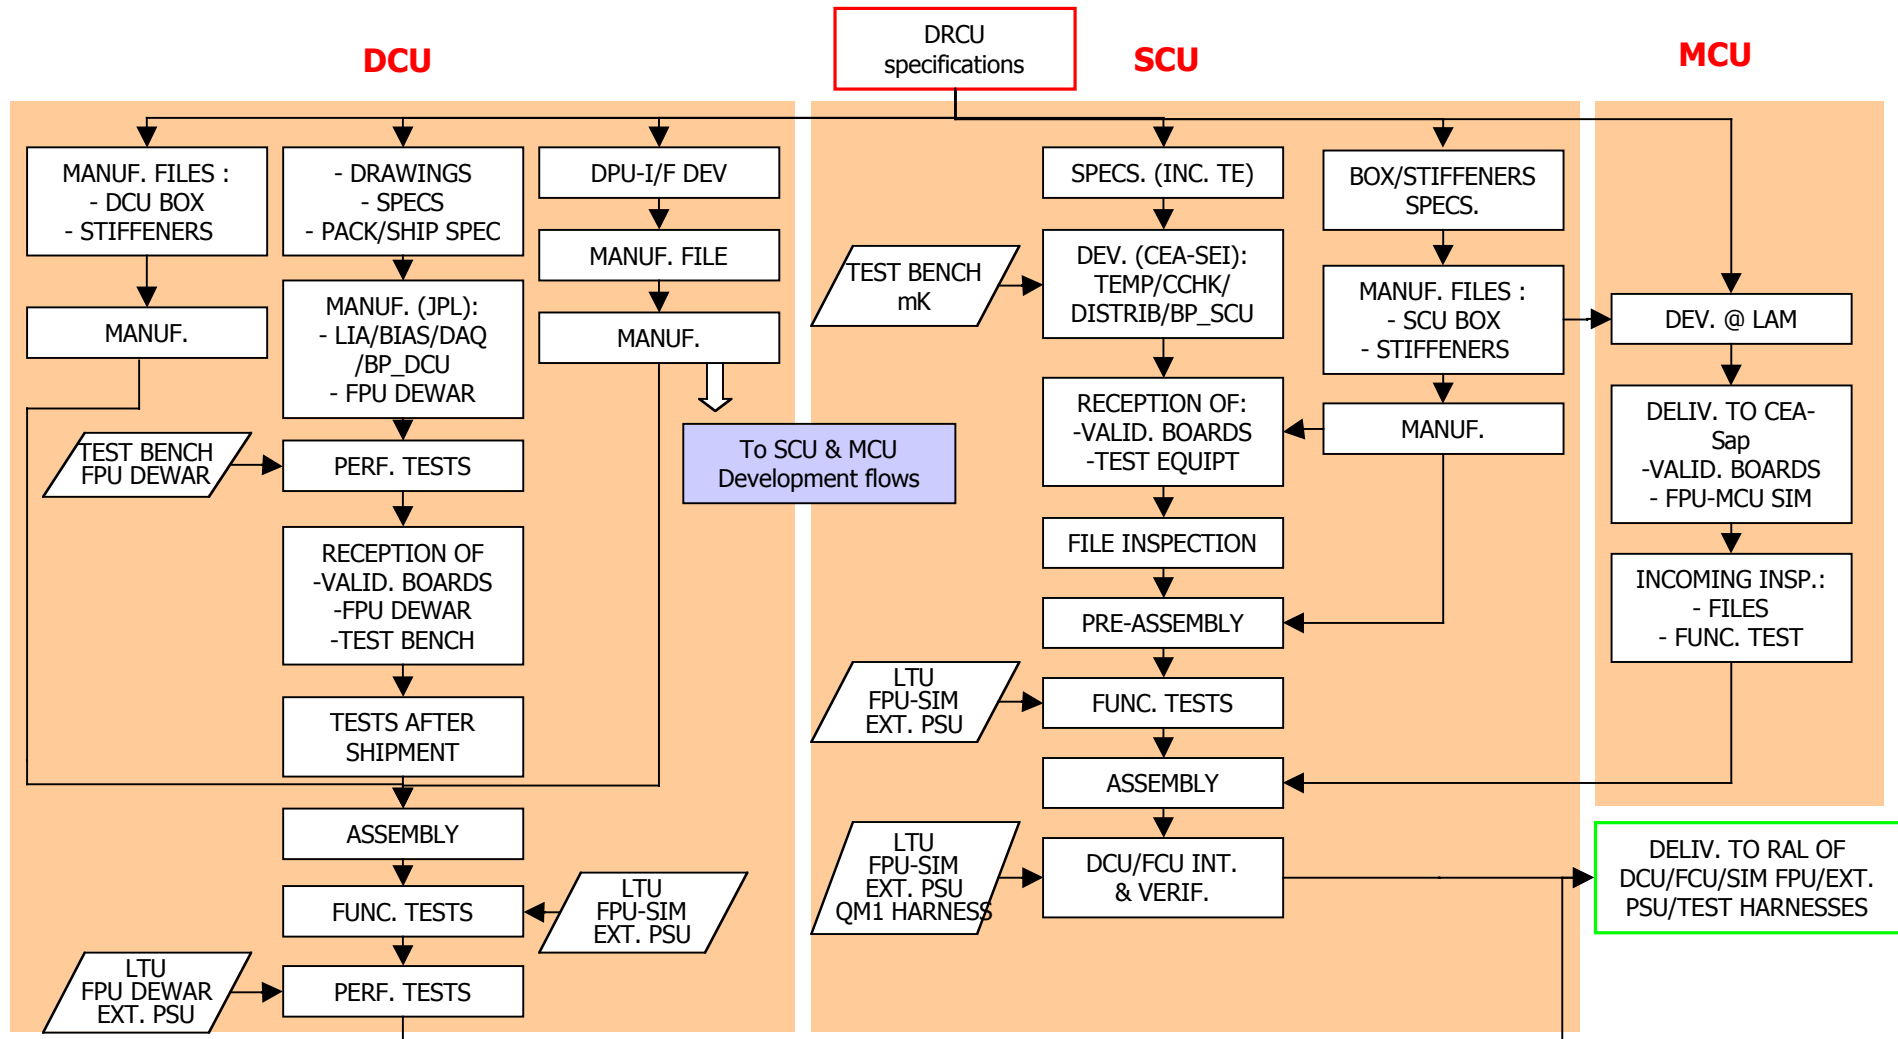 DRCU
specifications
DCU
SCU
MCU
MANUF. FILES :
- DCU BOX
- STIFFENERS
MANUF.
- DRAWINGS
- SPECS
- PACK/SHIP SPEC
MANUF. (JPL):
- LIA/BIAS/DAQ
/BP_DCU
- FPU DEWAR
TEST BENCH
FPU DEWAR
PERF. TESTS
RECEPTION OF
-VALID. BOARDS
-FPU DEWAR
-TEST BENCH
TESTS AFTER
SHIPMENT
ASSEMBLY
FUNC. TESTS
LTU
FPU-SIM
EXT. PSU
LTU
FPU DEWAR
EXT. PSU
PERF. TESTS
DPU-I/F DEV
MANUF. FILE
MANUF.
To SCU & MCU
Development flows
SPECS. (INC. TE)
TEST BENCH
mK
DEV. (CEA-SEI):
TEMP/CCHK/
DISTRIB/BP_SCU
RECEPTION OF:
-VALID. BOARDS
-TEST EQUIPT
FILE INSPECTION
PRE-ASSEMBLY
LTU
FPU-SIM
EXT. PSU
FUNC. TESTS
ASSEMBLY
LTU
FPU-SIM
EXT. PSU
QM1 HARNESS
DCU/FCU INT.
& VERIF.
BOX/STIFFENERS
SPECS.
MANUF. FILES :
- SCU BOX
- STIFFENERS
MANUF.
DEV. @ LAM
DELIV. TO CEA-
Sap
-VALID. BOARDS
- FPU-MCU SIM
INCOMING INSP.:
- FILES
- FUNC. TEST
DELIV. TO RAL OF
DCU/FCU/SIM FPU/EXT.
PSU/TEST HARNESSES